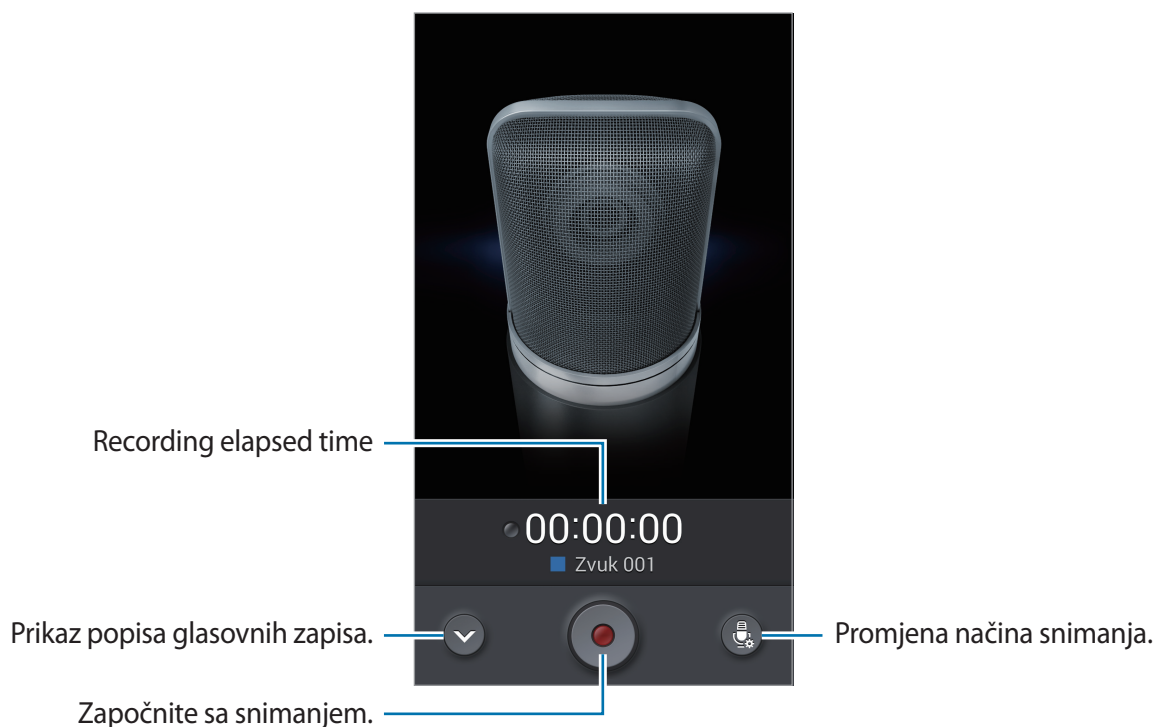 Recording elapsed time
00:00:00
Zvuk 001
Prikaz popisa glasovnih zapisa.
Promjena načina snimanja.
Započnite sa snimanjem.